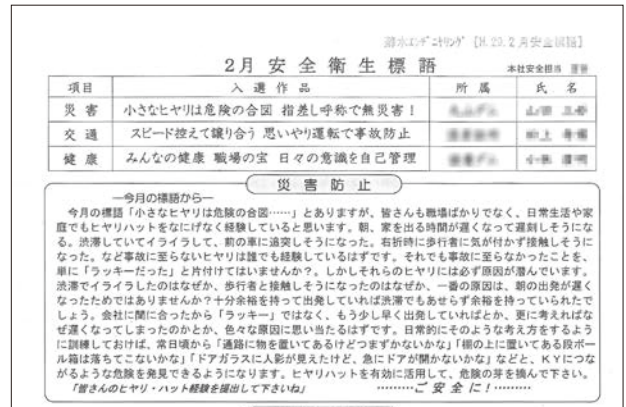 清水エンヂニヤリング [H.29.2月安全標語]
2月安全衛生標語 本社安全担当
項目 入選作品 所属 氏名
災害 小さなヒヤリは危険の合図 指差し呼称で無災害!
交通 スピード控えて譲り合う 思いやり運転で事故防止
健康 みんなの健康 職場の宝 日々の意識を自己管理
災害防止
―今月の標語から―
今月の標語「小さなヒヤリは危険の合図……」とありますが、皆さんも職場ばかりでなく、日常生活や家
庭でもヒヤリハットをなにげなく経験していると思います。朝、家を出る時間が遅くなって遅刻しそうにな
る。渋滞していてイライラして、前の車に追突しそうになった。右折時に歩行者に気が付かず接触しそうに
なった。など事故に至らないヒヤリは誰でも経験しているはずです。それでも事故に至らなかったことを、
単に「ラッキーだった」と片付けてはいませんか?しかしそれらのヒヤリには必ず原因が潜んでいます。
渋滞でイライラしたのはなぜか、歩行者と接触しそうになったのはなぜか、一番の原因は、朝の出発が遅く
なったためではありませんか?十分余裕を持って出発していれば渋滞でもあせらず余裕を持っていられたで
しょう。会社に間に合ったから「ラッキー」ではなく、もう少し早く出発していればとか、更に考えればな
ぜ遅くなってしまったのかとか、色々な原因に思い当たるはずです。日常的にそのような考え方をするよう
に訓練しておけば、常日頃から「通路に物を置いてあるけどつまずかないかな」「棚の上に置いてある段ボー
ル箱は落ちてこないかな」「ドアガラスに人影が見えたけど、急にドアが開かないかな」などと、KYにつな
がるような危険を発見できるようになります。ヒヤリハットを有効に活用して、危険の芽を摘んで下さい。
「皆さんのヒヤリ・ハット経験を提出して下さいね」 ………ご安全に!………